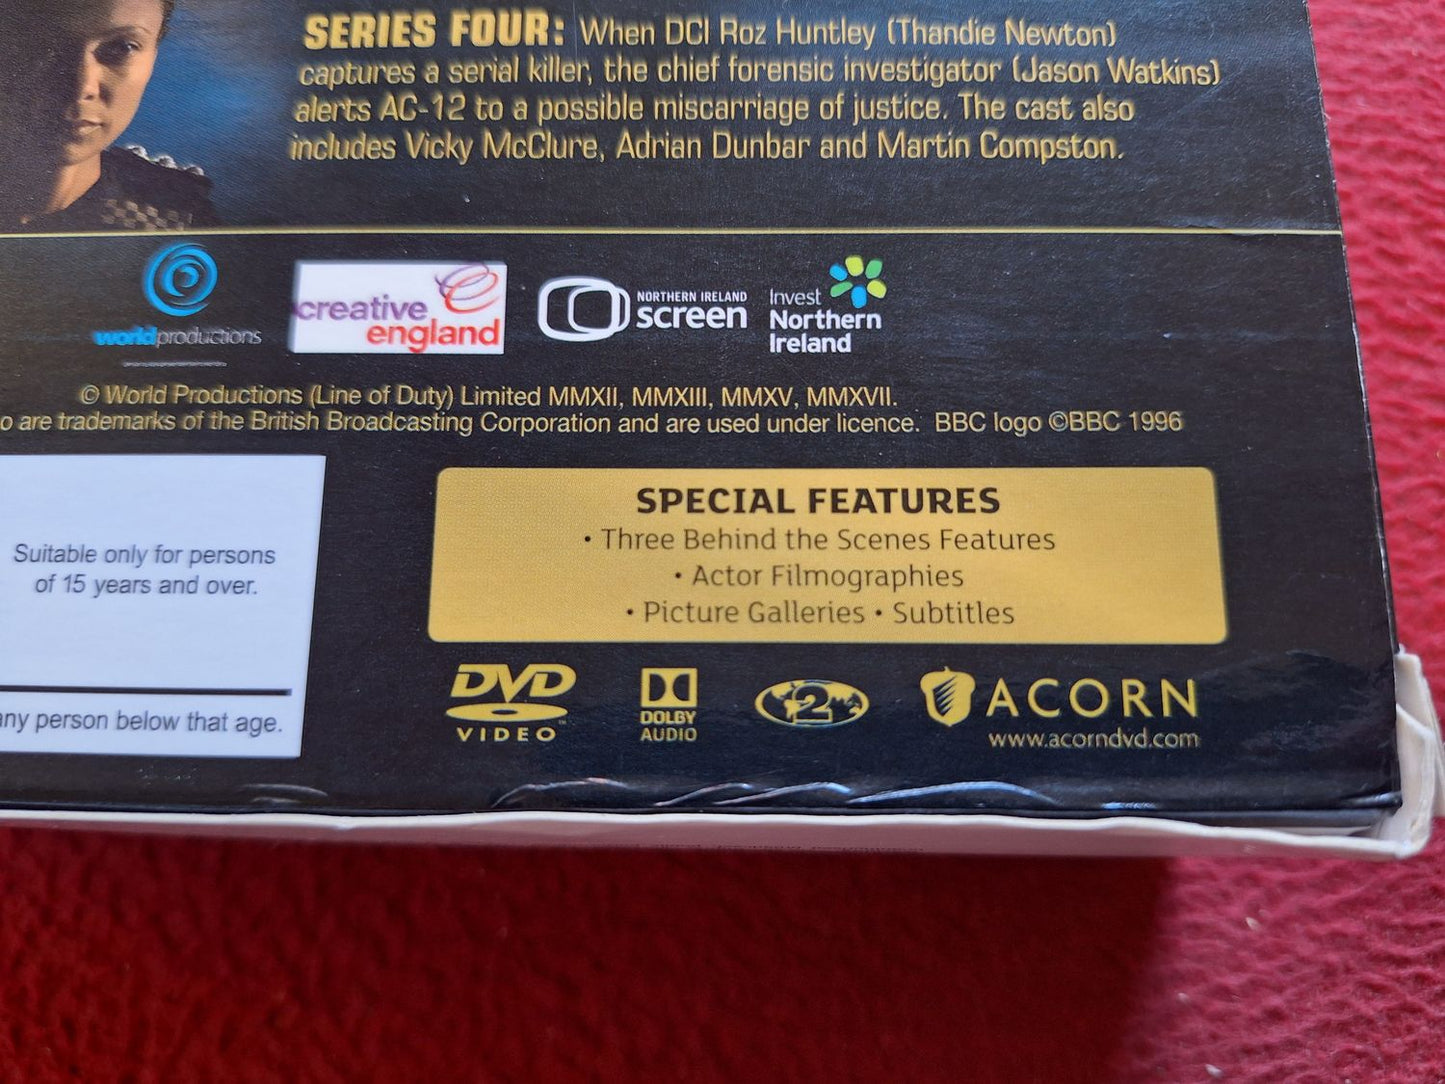 SERIES FOUR: When DCI Roz Huntley (Thandie Newton)
captures a serial killer, the chief forensic investigator (Jason Watkins)
alerts AC-12 to a possible miscarriage of justice. The cast also
includes Vicky McClure, Adrian Dunbar and Martin Compston.
worldproductions
creative
england
NORTHERN IRELAND
screen
Invest
Northern
Ireland
© World Productions (Line of Duty) Limited MMXII, MMXIII, MMXV, MMXVII.
o are trademarks of the British Broadcasting Corporation and are used under licence. BBC logo ©BBC 1996
Suitable only for persons
of 15 years and over.
any person below that age.
SPECIAL FEATURES
• Three Behind the Scenes Features
• Actor Filmographies
• Picture Galleries • Subtitles
DVD
VIDEO
DOLBY
AUDIO
2
ACORN
www.acorndvd.com